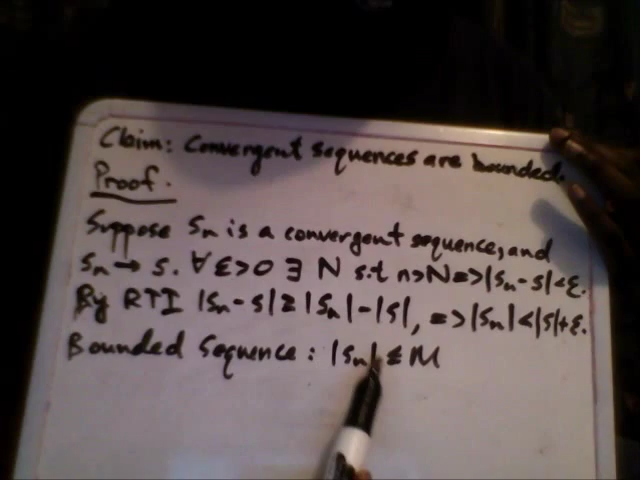 Claim: Convergent sequences are bounded.
Proof.
Suppose Sn is a convergent sequence, and
Sn → S. ∀ ε>0 ∃ N s.t n>N=>|Sn-S|<ε.
By RTI |Sn-S|≥|Sn|-|S|, =>|Sn|<|S|+ε.
Bounded Sequence: |Sn| ≤ M